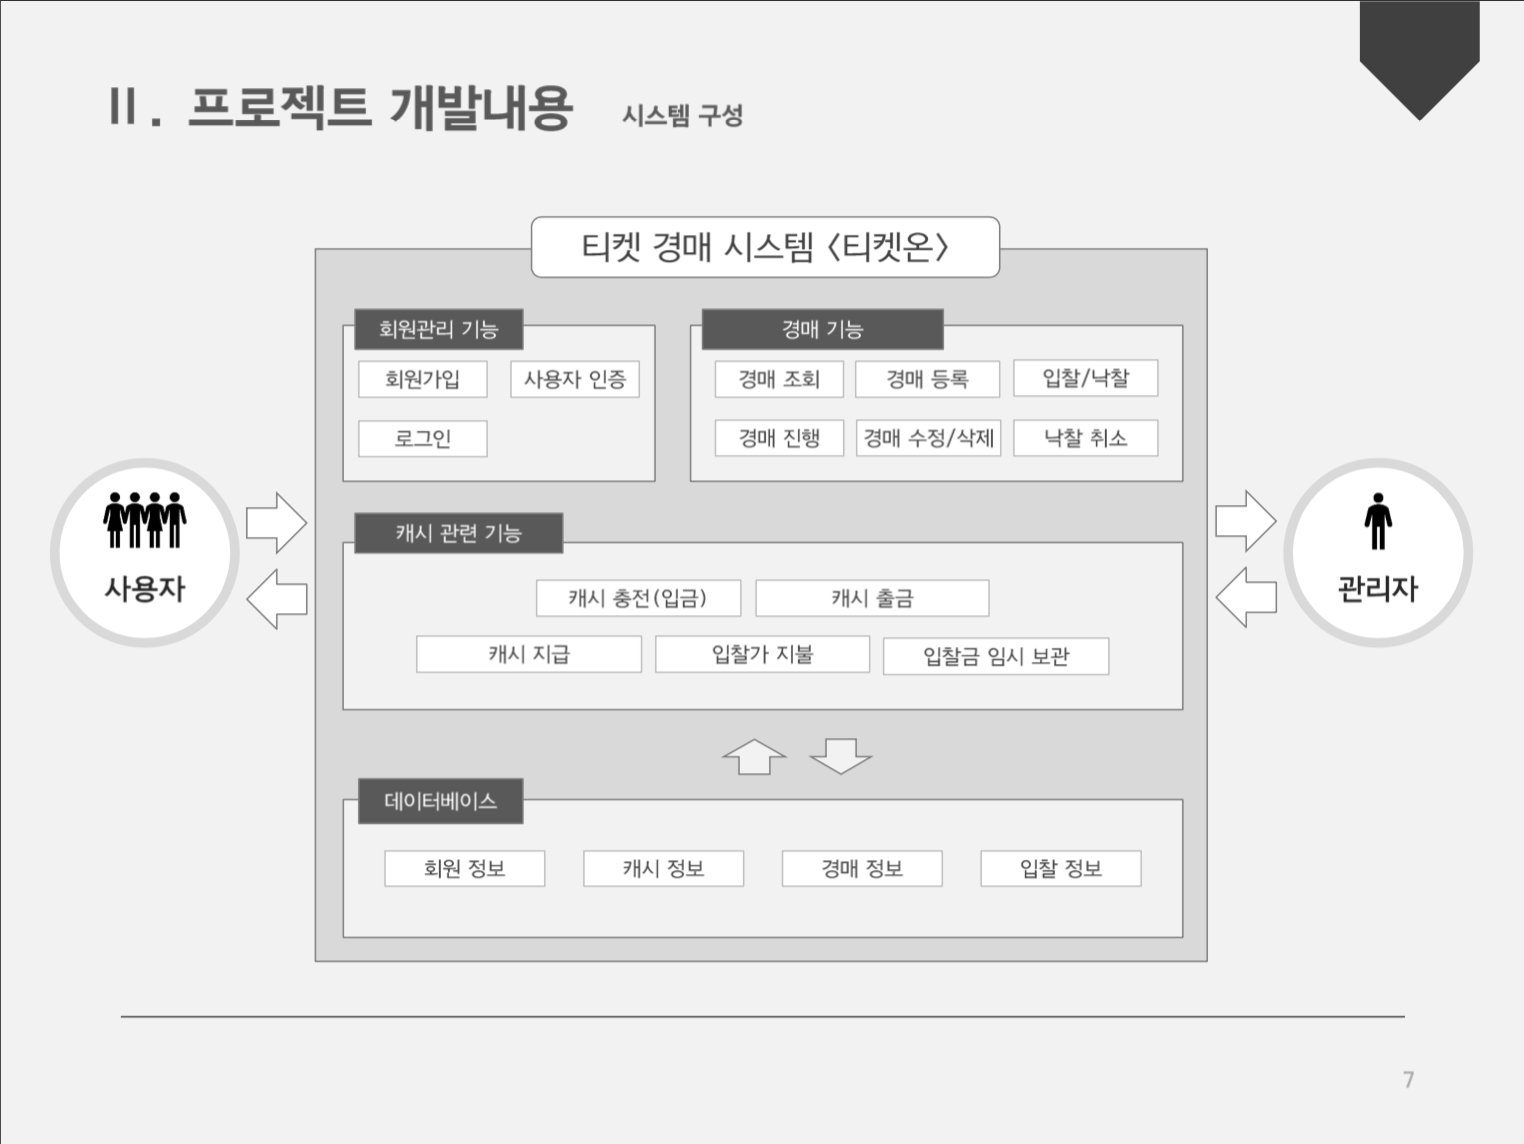 Ⅱ. 프로젝트 개발내용 시스템 구성
티켓 경매 시스템 〈티켓온〉
회원관리 기능
회원가입 사용자 인증
로그인
경매 기능
경매 조회 경매 등록 입찰/낙찰
경매 진행 경매 수정/삭제 낙찰 취소
사용자
관리자
캐시 관련 기능
캐시 충전(입금) 캐시 출금
캐시 지급 입찰가 지불 입찰금 임시 보관
데이터베이스
회원 정보 캐시 정보 경매 정보 입찰 정보
7